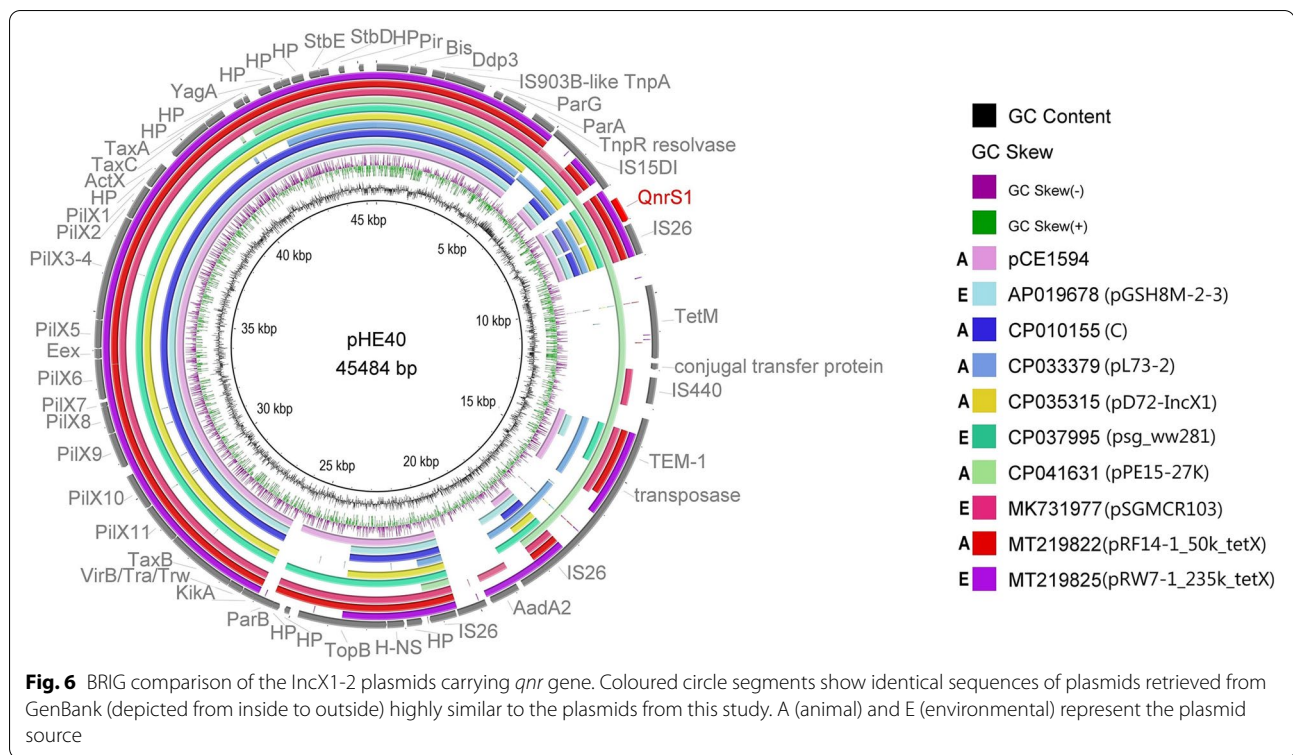 StbE
StbD
HP
Pir
Bis
Ddp3
IS903B-like TnpA
ParG
ParA
TnpR resolvase
IS15DI
QnrS1
IS26
TetM
conjugal transfer protein
IS440
TEM-1
transposase
IS26
AadA2
IS26
HP
H-NS
TopB
HP
HP
ParB
KikA
VirB/Tra/Trw
TaxB
PilX11
PilX10
PilX9
PilX8
PilX7
PilX6
Eex
PilX5
PilX3-4
PilX2
PilX1
HP
ActX
TaxC
TaxA
HP
HP
YagA
HP
HP
HP
45 kbp
5 kbp
10 kbp
15 kbp
20 kbp
25 kbp
30 kbp
35 kbp
40 kbp
pHE40
45484 bp
GC Content
GC Skew
GC Skew(-)
GC Skew(+)
A pCE1594
E AP019678 (pGSH8M-2-3)
A CP010155 (C)
A CP033379 (pL73-2)
A CP035315 (pD72-IncX1)
E CP037995 (psg_ww281)
A CP041631 (pPE15-27K)
E MK731977 (pSGMCR103)
A MT219822(pRF14-1_50k_tetX)
E MT219825(pRW7-1_235k_tetX)
Fig. 6 BRIG comparison of the IncX1-2 plasmids carrying qnr gene. Coloured circle segments show identical sequences of plasmids retrieved from
GenBank (depicted from inside to outside) highly similar to the plasmids from this study. A (animal) and E (environmental) represent the plasmid
source